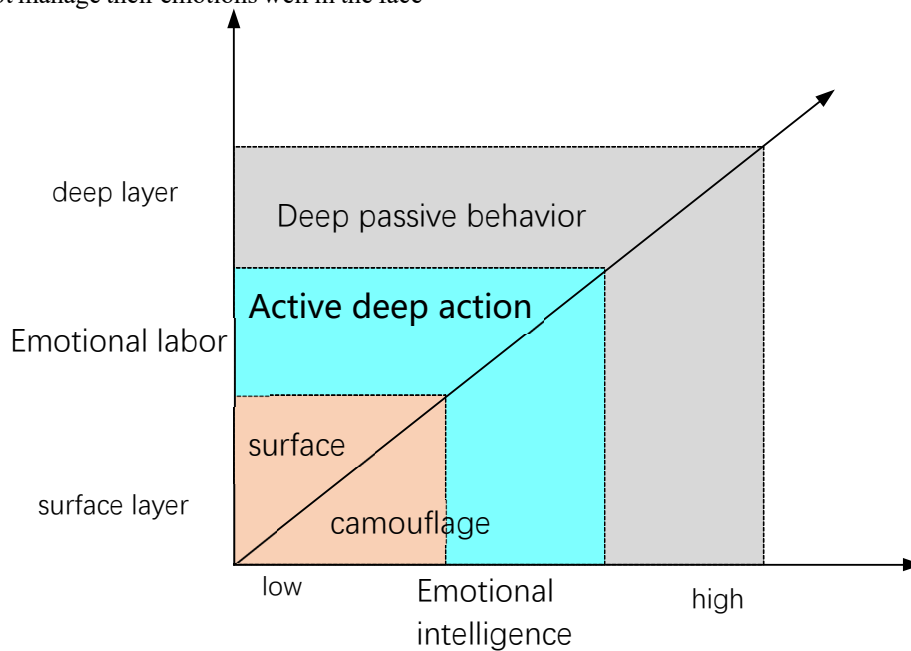 manage their emotions well in the face
deep layer
Deep passive behavior
Active deep action
Emotional labor
surface
surface layer
camouflage
low
Emotional
intelligence
high